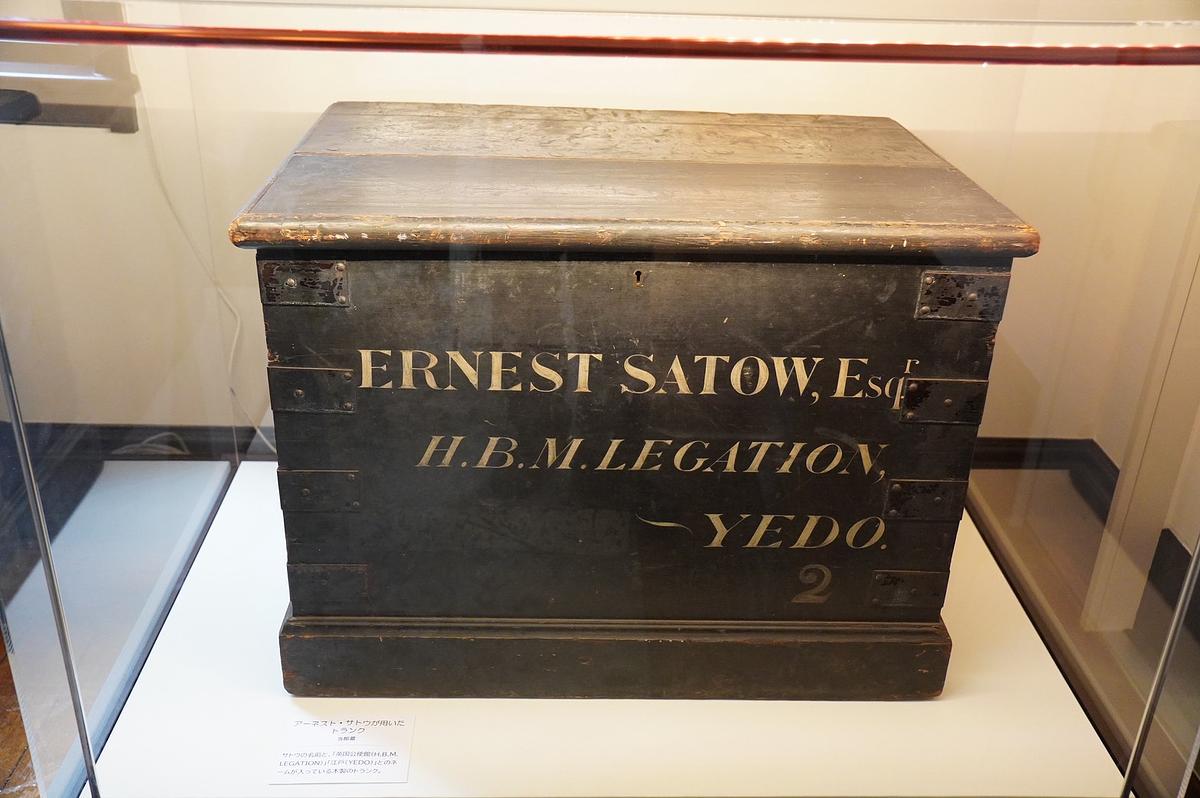 ERNEST SATOW, Esqr
H.B.M. LEGATION,
YEDO.
2
アーネスト・サトウが用いた
トランク
サトウの名前と、「英国公使館(H.B.M.
LEGATION)」「江戸(YEDO)」とのネ
ームが入っている木製のトランク。